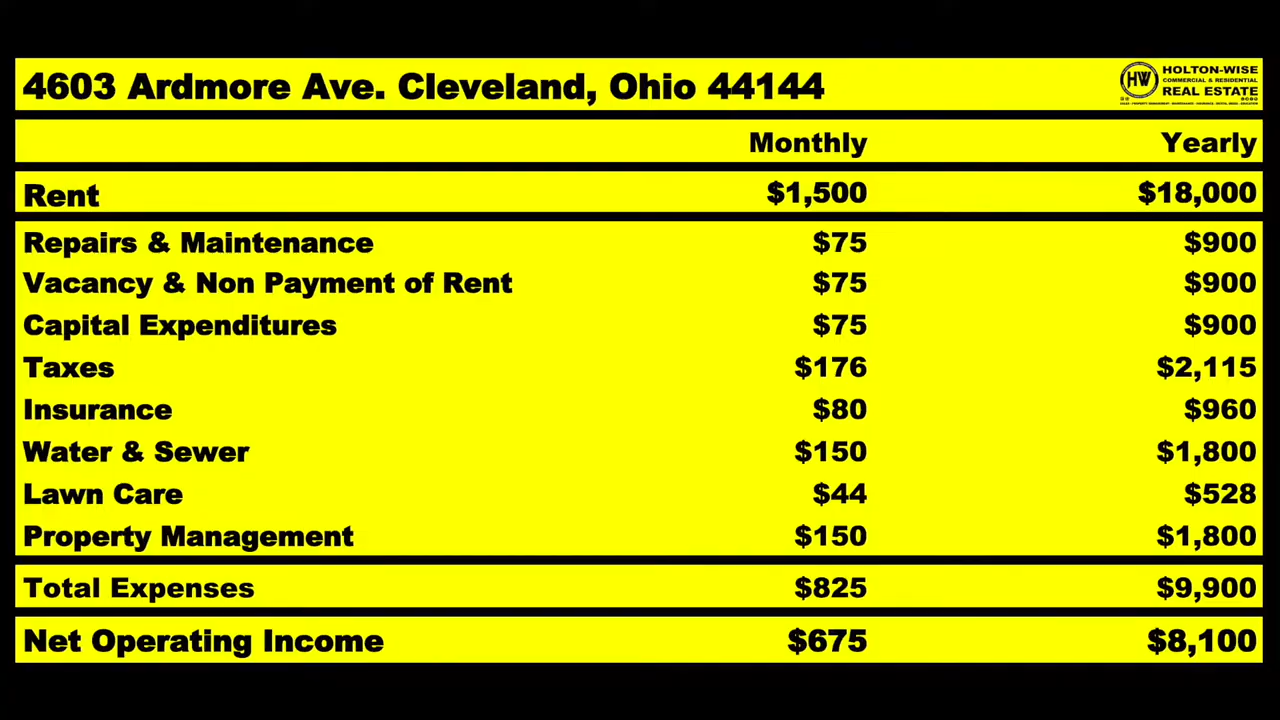 4603 Ardmore Ave. Cleveland, Ohio 44144
HW
HOLTON-WISE
COMMERCIAL & RESIDENTIAL
REAL ESTATE
Monthly Yearly
Rent $1,500 $18,000
Repairs & Maintenance $75 $900
Vacancy & Non Payment of Rent $75 $900
Capital Expenditures $75 $900
Taxes $176 $2,115
Insurance $80 $960
Water & Sewer $150 $1,800
Lawn Care $44 $528
Property Management $150 $1,800
Total Expenses $825 $9,900
Net Operating Income $675 $8,100